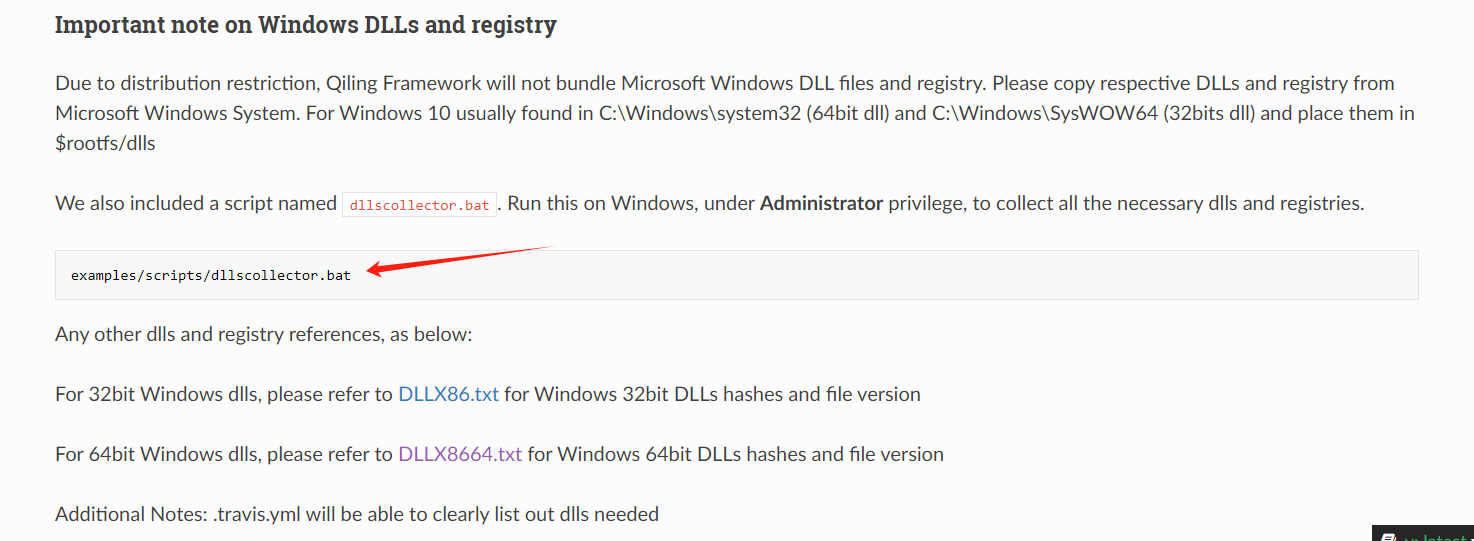 Important note on Windows DLLs and registry
Due to distribution restriction, Qiling Framework will not bundle Microsoft Windows DLL files and registry. Please copy respective DLLs and registry from
Microsoft Windows System. For Windows 10 usually found in C:\Windows\system32 (64bit dll) and C:\Windows\SysWOW64 (32bits dll) and place them in
$rootfs/dlls
We also included a script named dllscollector.bat. Run this on Windows, under Administrator privilege, to collect all the necessary dlls and registries.
examples/scripts/dllscollector.bat
Any other dlls and registry references, as below:
For 32bit Windows dlls, please refer to DLLX86.txt for Windows 32bit DLLs hashes and file version
For 64bit Windows dlls, please refer to DLLX8664.txt for Windows 64bit DLLs hashes and file version
Additional Notes: .travis.yml will be able to clearly list out dlls needed